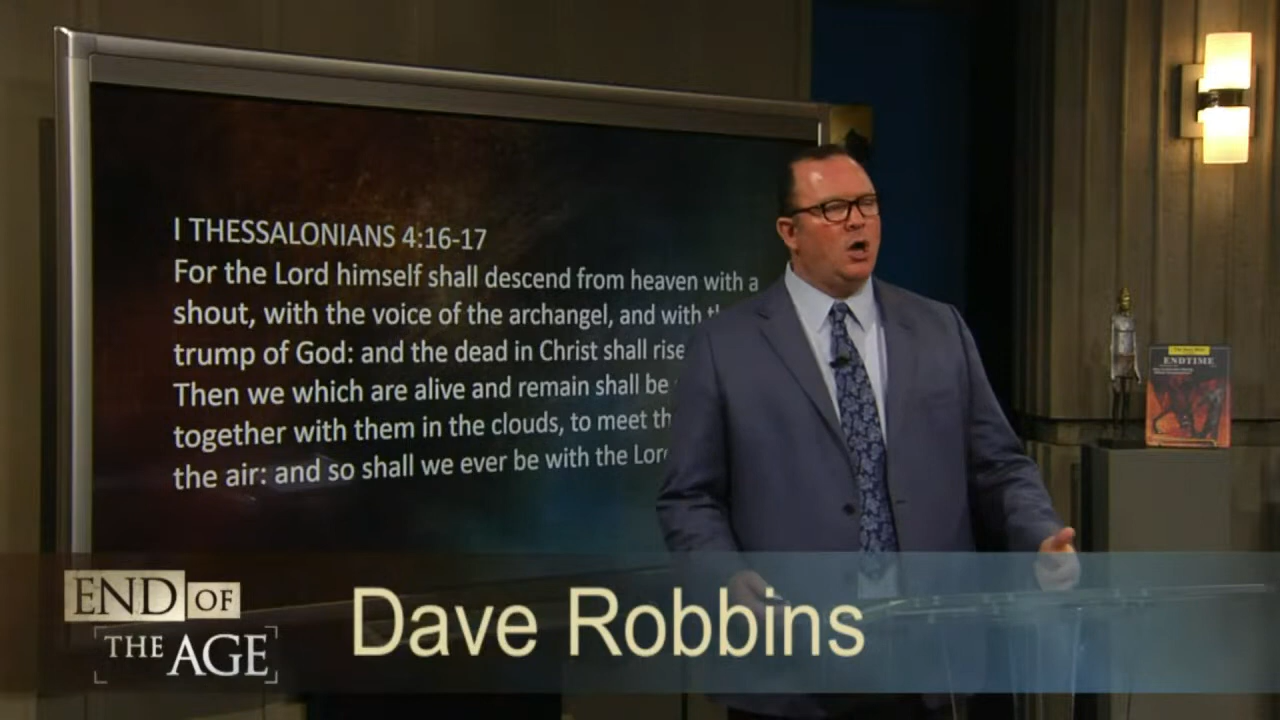 I THESSALONIANS 4:16-17
For the Lord himself shall descend from heaven with a
shout, with the voice of the archangel, and with
trump of God: and the dead in Christ shall rise
Then we which are alive and remain shall be
together with them in the clouds, to meet
the air: and so shall we ever be with the
ENDTIME
END OF
THE AGE
Dave Robbins